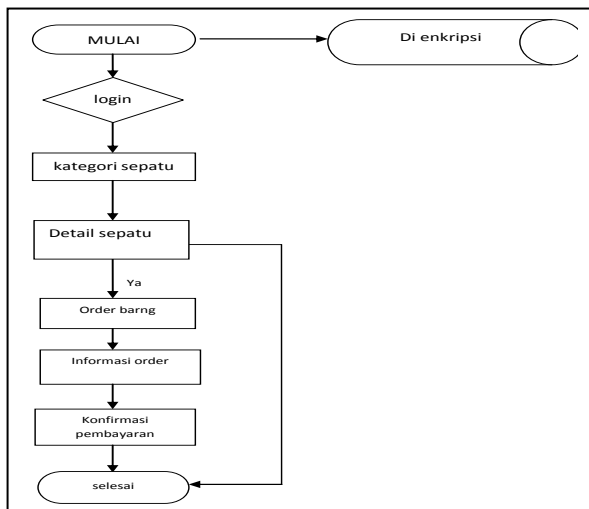 MULAI
Di enkripsi
login
kategori sepatu
Detail sepatu
Ya
Order barng
Informasi order
Konfirmasi
pembayaran
selesai